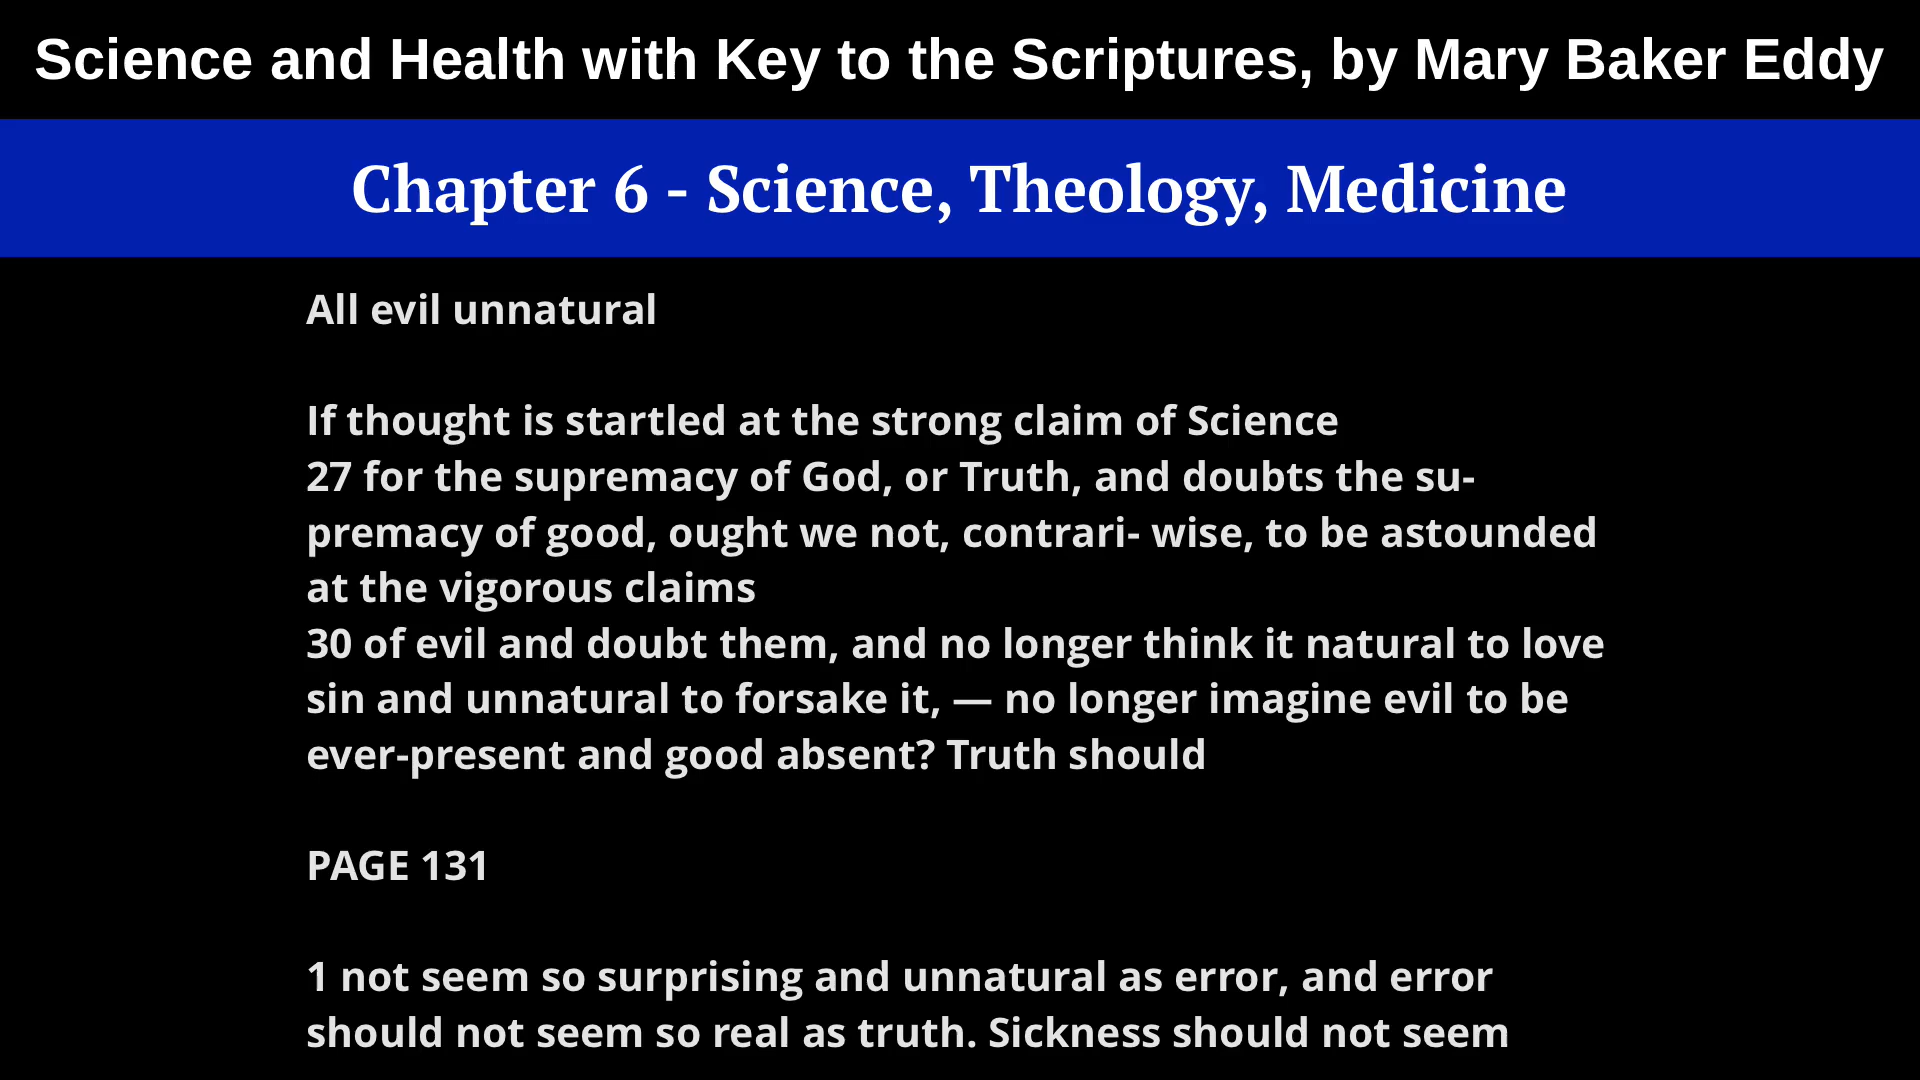 Science and Health with Key to the Scriptures, by Mary Baker Eddy
Chapter 6 - Science, Theology, Medicine
All evil unnatural
If thought is startled at the strong claim of Science
27 for the supremacy of God, or Truth, and doubts the su-
premacy of good, ought we not, contrari- wise, to be astounded
at the vigorous claims
30 of evil and doubt them, and no longer think it natural to love
sin and unnatural to forsake it, — no longer imagine evil to be
ever-present and good absent? Truth should
PAGE 131
1 not seem so surprising and unnatural as error, and error
should not seem so real as truth. Sickness should not seem